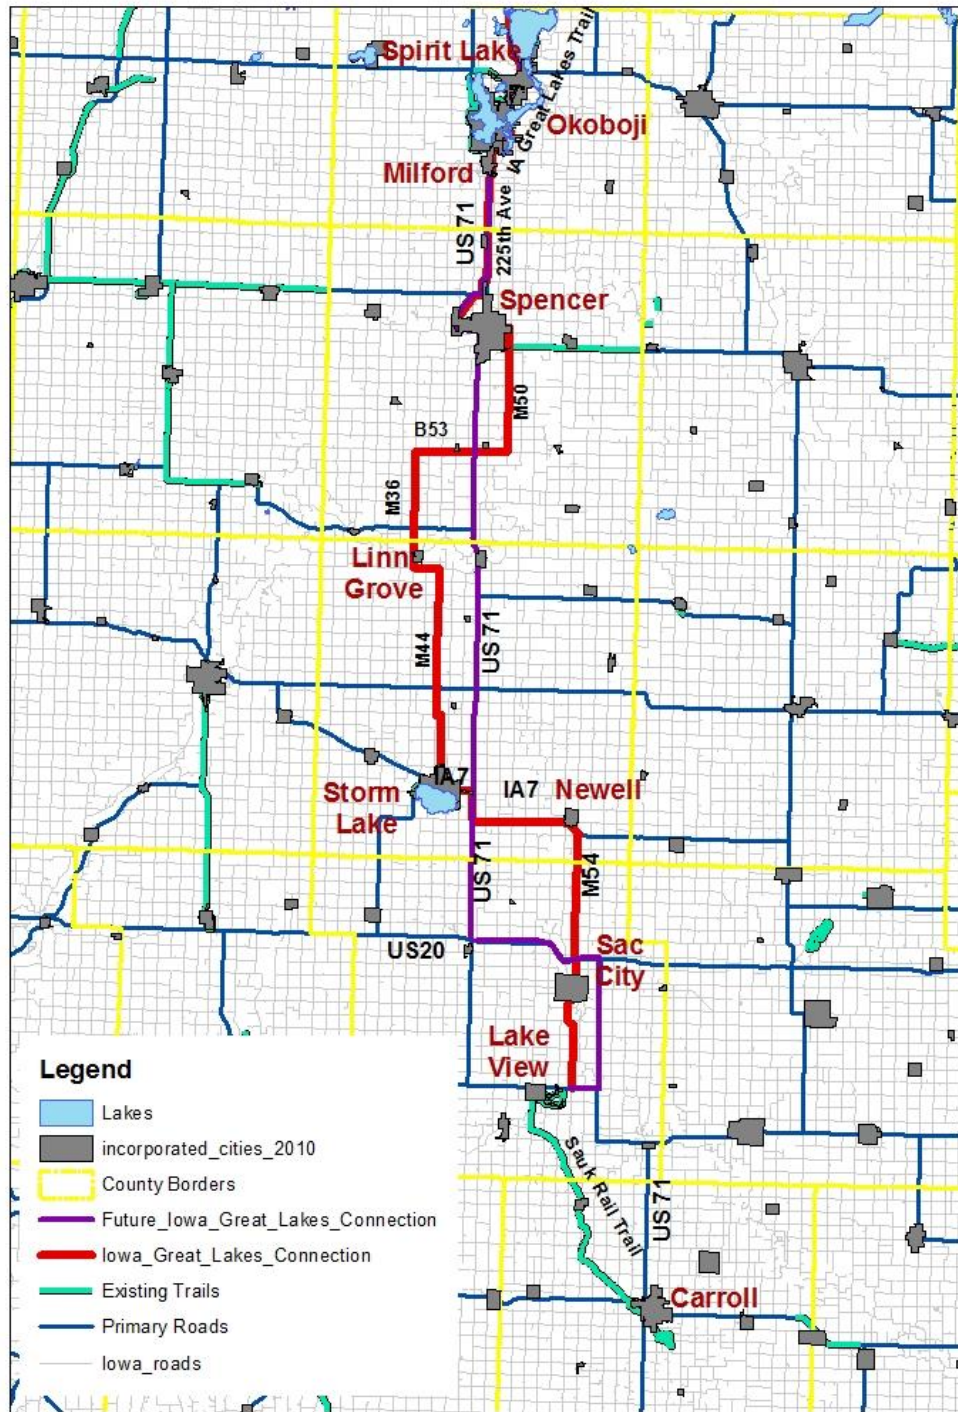 Spirit Lake
IA Great Lakes Trail
Okoboji
Milford
US 71
225th Ave
Spencer
M50
B53
M36
Linn
Grove
M44
US 71
IA7
Storm
Lake
IA7
Newell
US 71
M54
US20
Sac
City
Lake
View
Sauk Rail Trail
US 71
Carroll
Legend
Lakes
incorporated_cities_2010
County Borders
Future_Iowa_Great_Lakes_Connection
Iowa_Great_Lakes_Connection
Existing Trails
Primary Roads
Iowa_roads